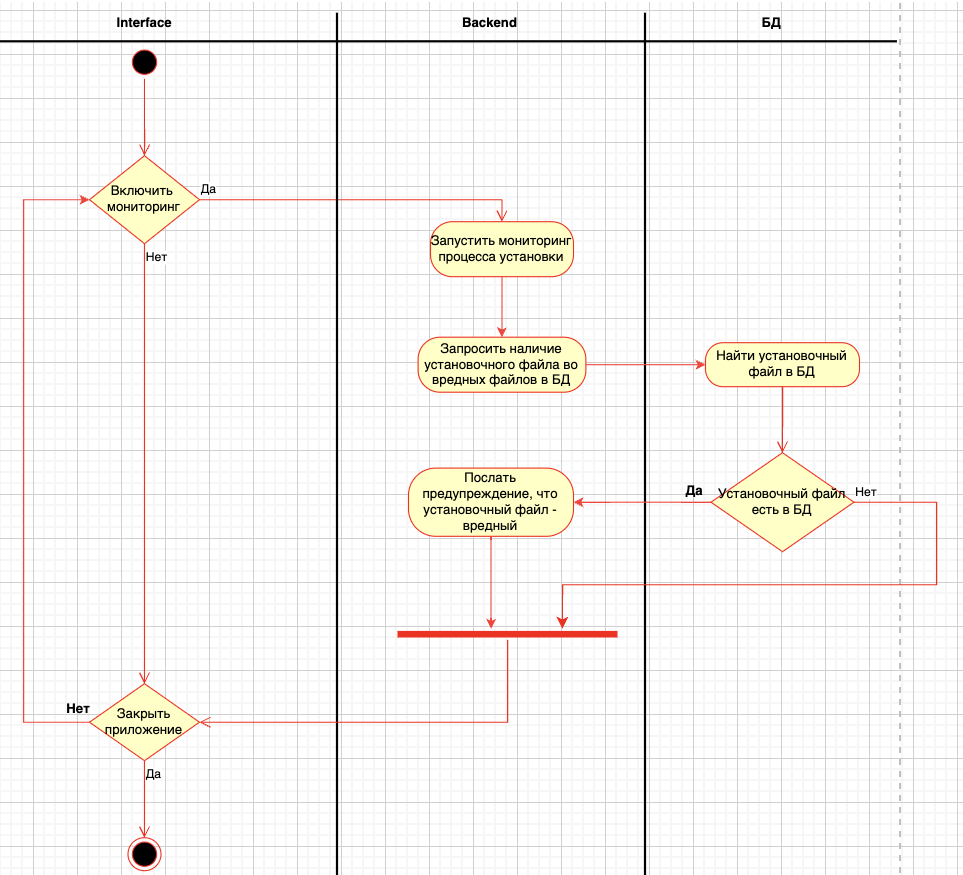 Interface
Backend
БД
Включить
мониторинг
Да
Нет
Запустить мониторинг
процесса установки
Запросить наличие
установочного файла во
вредных файлов в БД
Найти установочный
файл в БД
Установочный файл
есть в БД
Да
Нет
Послать
предупреждение, что
установочный файл -
вредный
Закрыть
приложение
Нет
Да